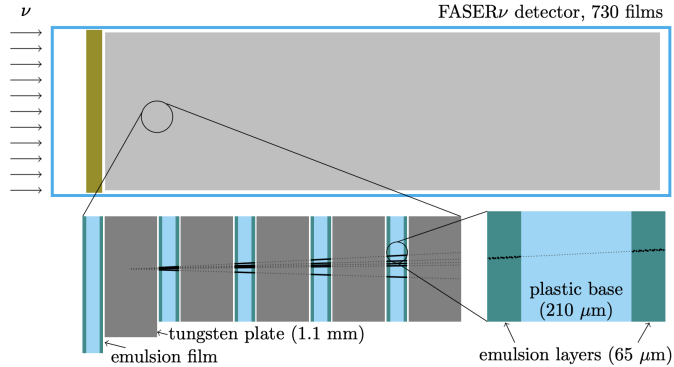 ν
FASERν detector, 730 films
plastic base
(210 μm)
tungsten plate (1.1 mm)
emulsion film
emulsion layers (65 μm)